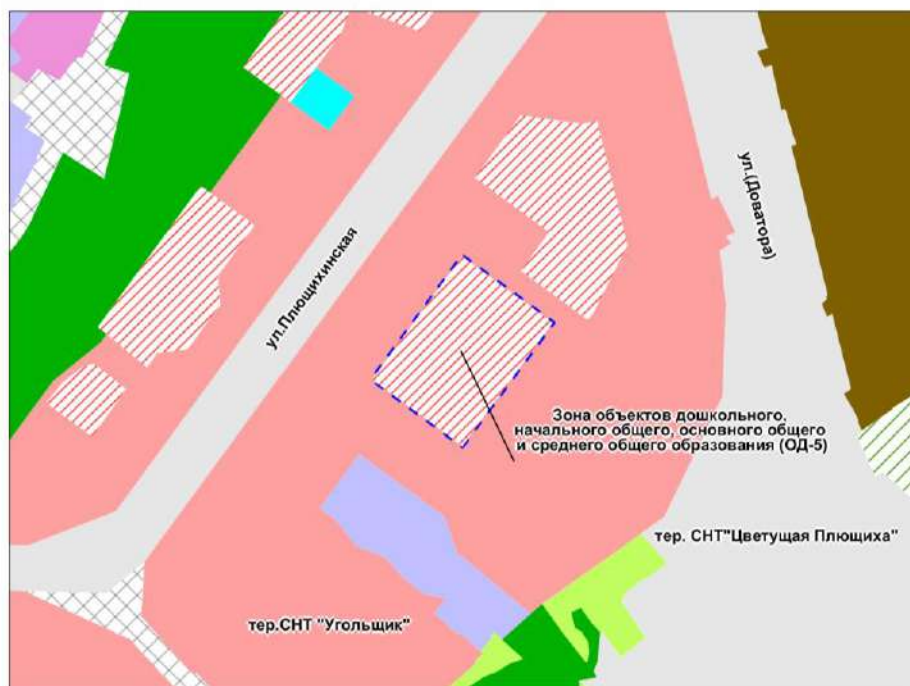 ул.(Доватора)
ул.Плющихинская
Зона объектов дошкольного,
начального общего, основного общего
и среднего общего образования (ОД-5)
тер. СНТ"Цветущая Плющиха"
тер.СНТ "Угольщик"